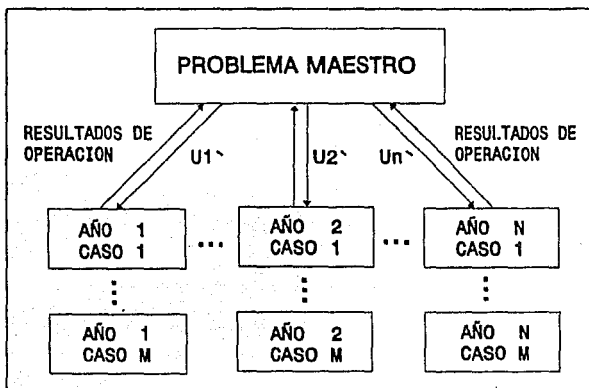 PROBLEMA MAESTRO
RESULTADOS DE
OPERACION
U1`
U2`
Un`
RESULTADOS DE
OPERACION
AÑO 1
CASO 1
...
AÑO 2
CASO 1
...
AÑO N
CASO 1
AÑO 1
CASO M
AÑO 2
CASO M
AÑO N
CASO M